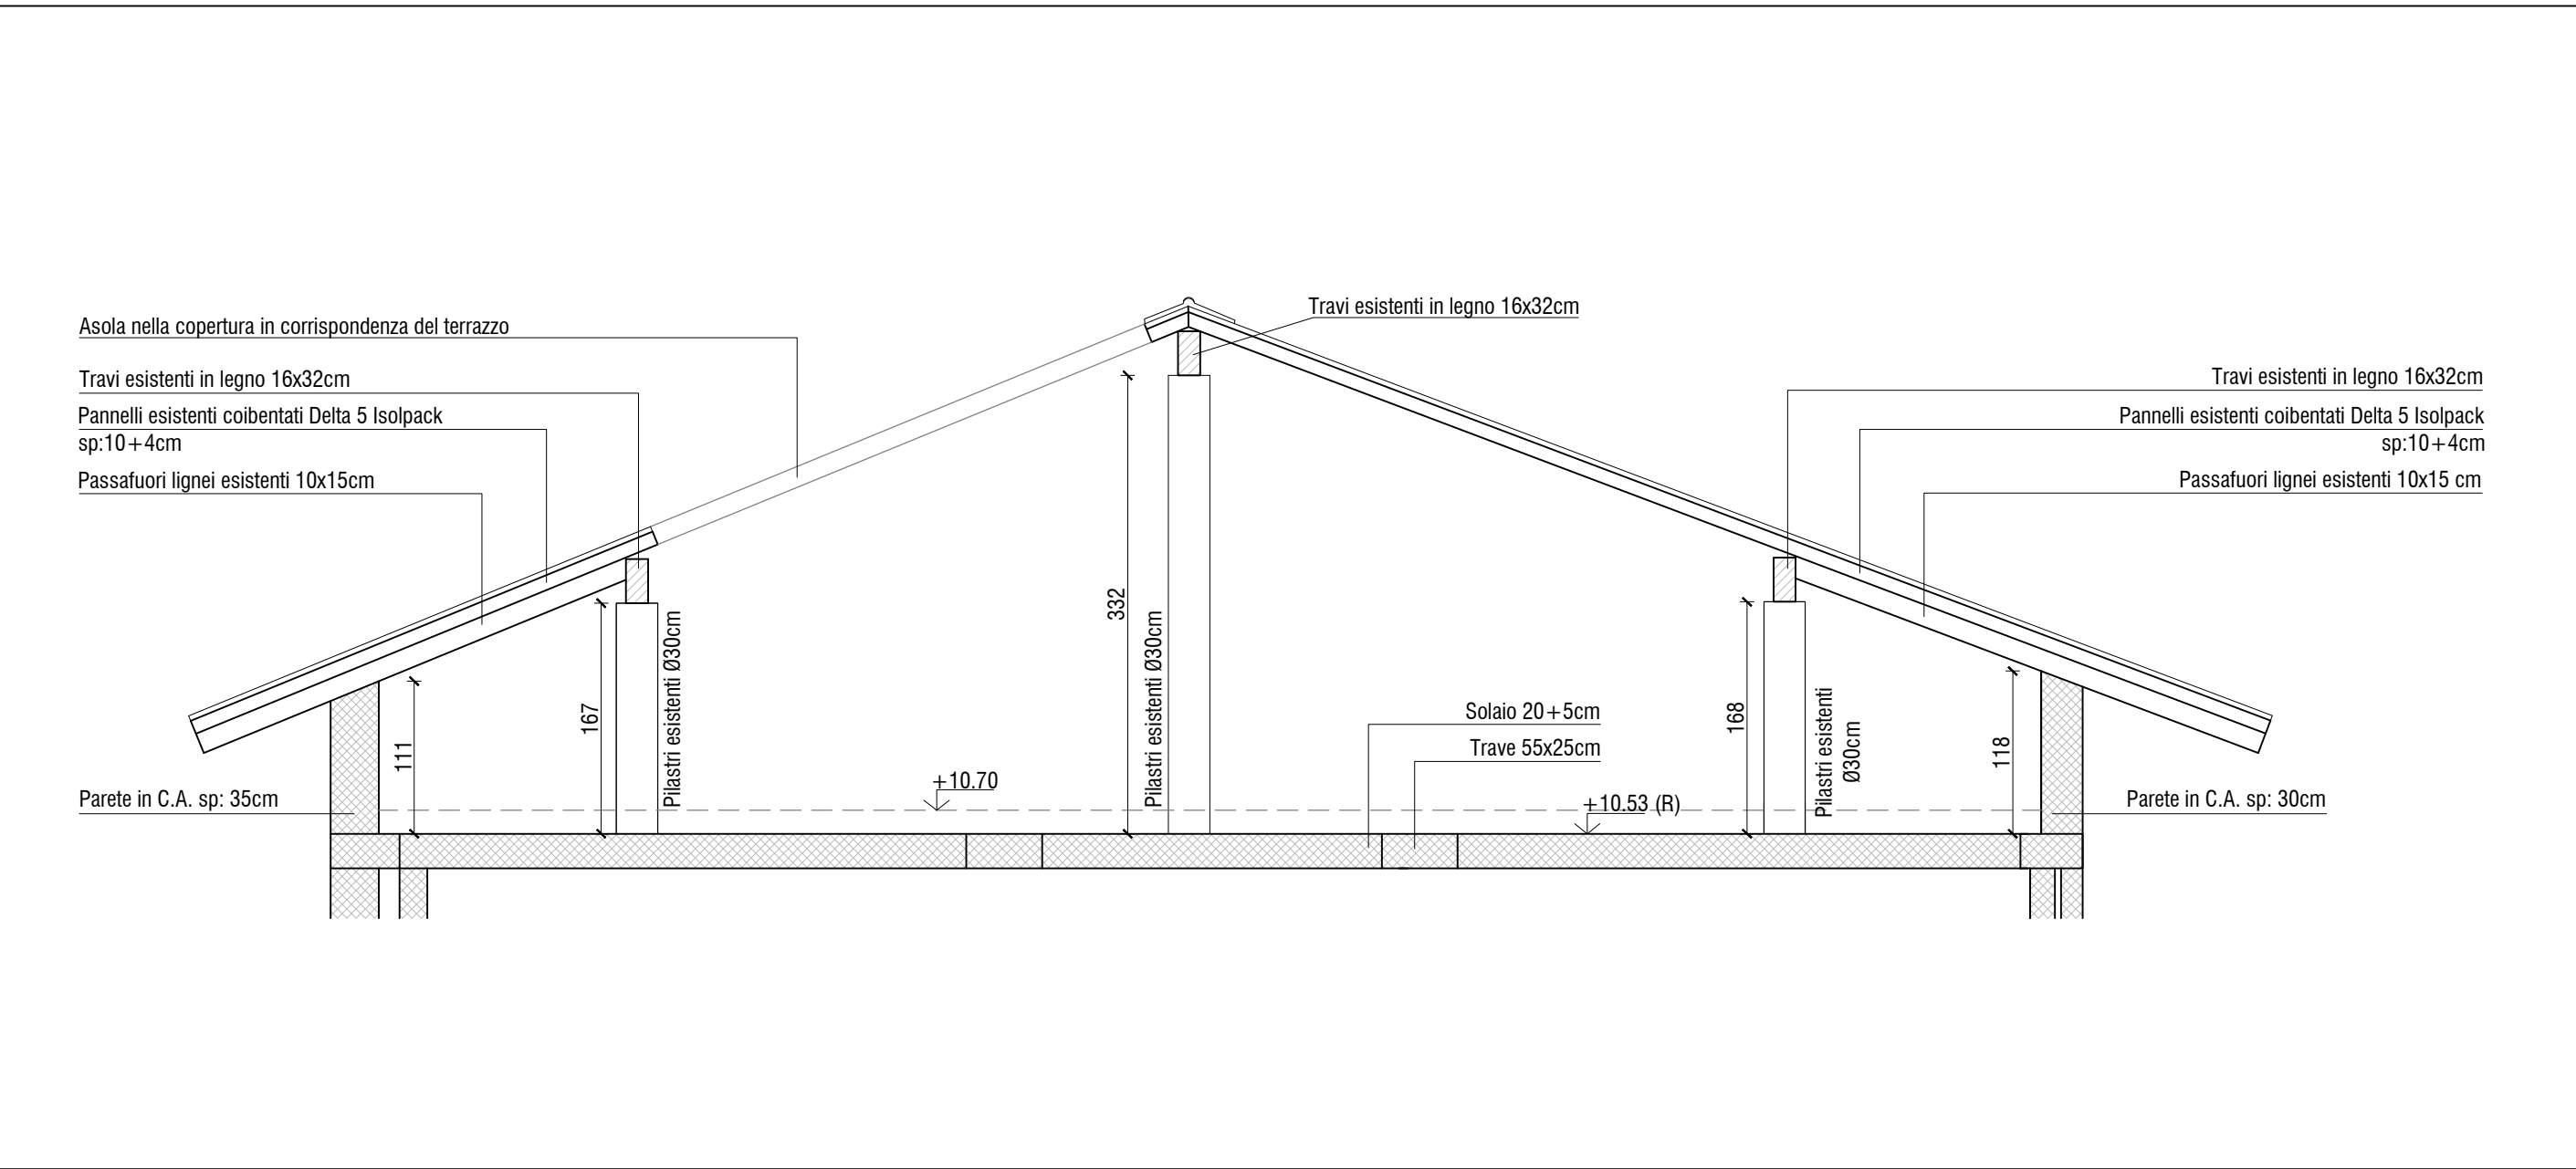 Travi esistenti in legno 16x32cm
Asola nella copertura in corrispondenza del terrazzo
Travi esistenti in legno 16x32cm
Pannelli esistenti coibentati Delta 5 Isolpack
sp:10+4cm
Passafuori lignei esistenti 10x15cm
Travi esistenti in legno 16x32cm
Pannelli esistenti coibentati Delta 5 Isolpack
sp:10+4cm
Passafuori lignei esistenti 10x15 cm
111
167
Pilastri esistenti Ø30cm
332
Pilastri esistenti Ø30cm
Solaio 20+5cm
Trave 55x25cm
168
Pilastri esistenti
Ø30cm
118
+10.70
+10.53 (R)
Parete in C.A. sp: 35cm
Parete in C.A. sp: 30cm